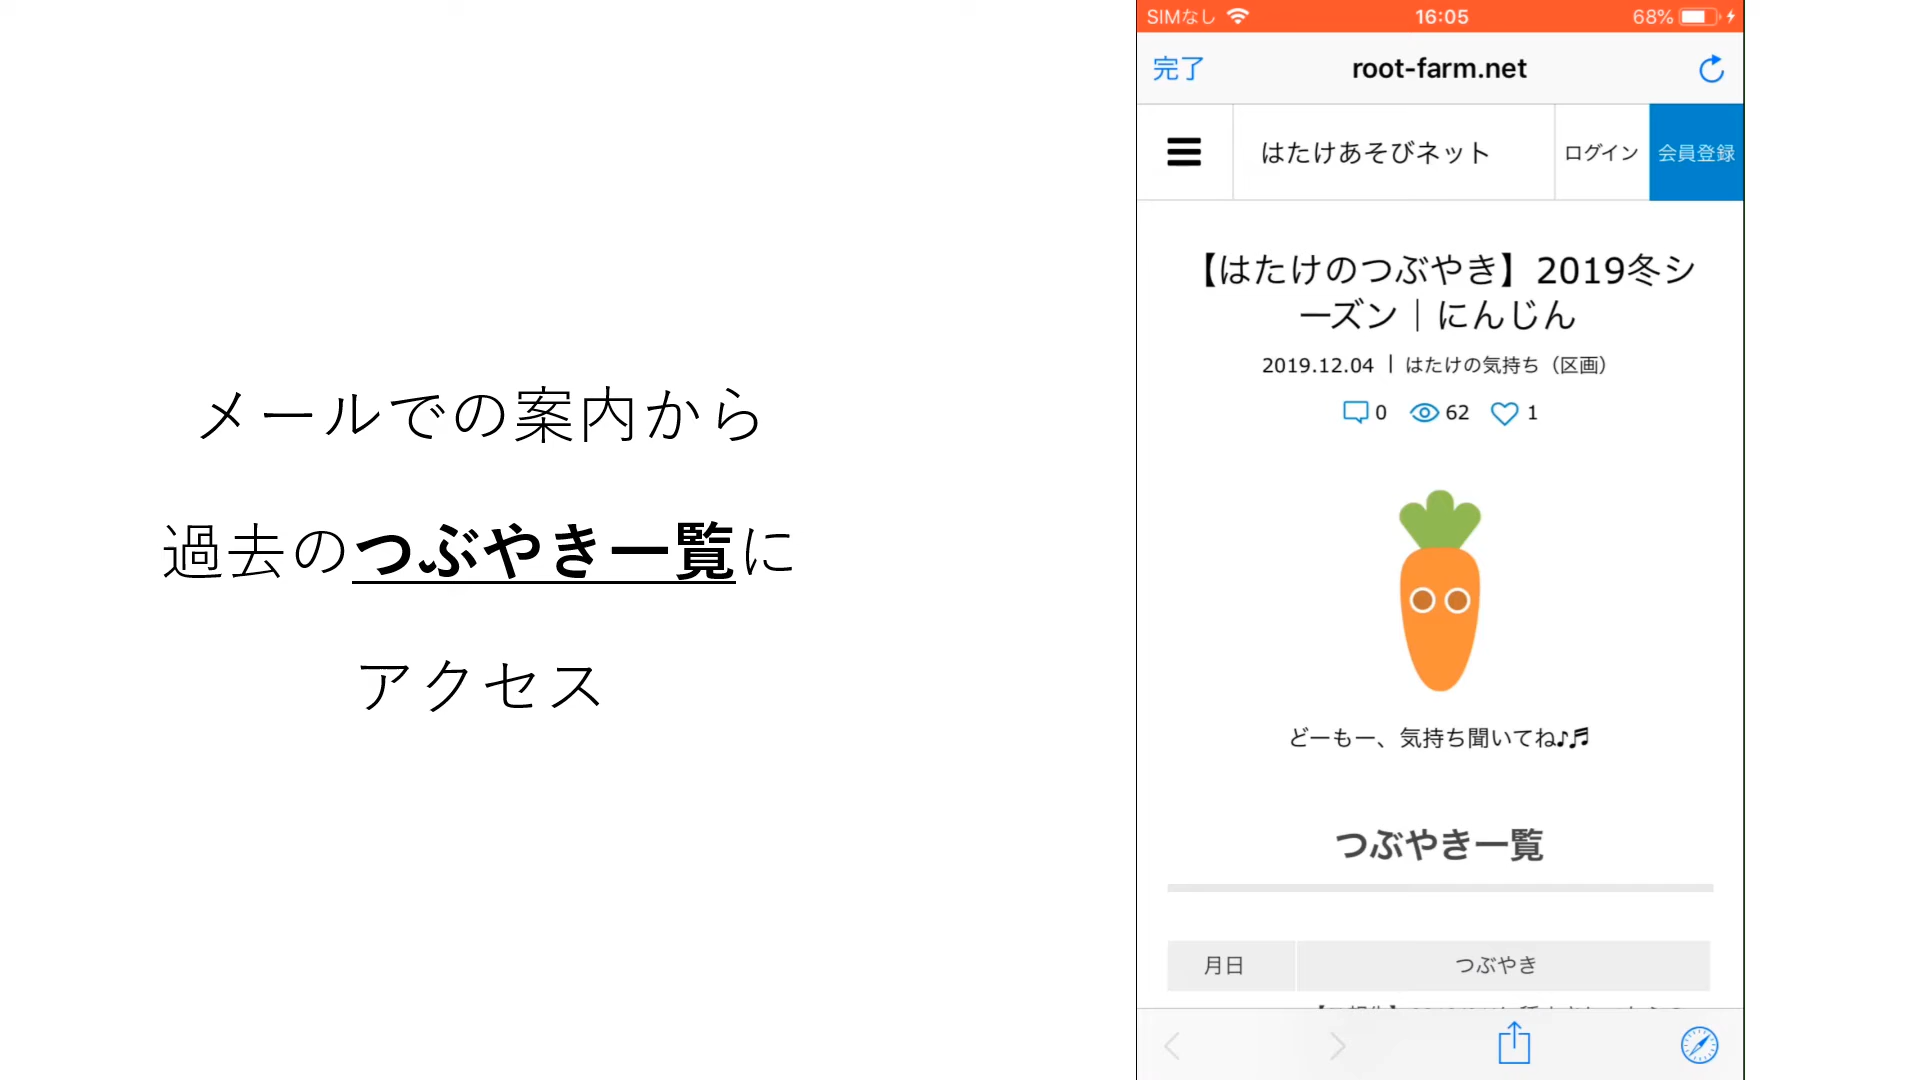 メールでの案内から
過去のつぶやき一覧に
アクセス
SIMなし 16:05 68%
完了 root-farm.net
はたけあそびネット ログイン 会員登録
【はたけのつぶやき】2019冬シ
ーズン｜にんじん
2019.12.04 | はたけの気持ち（区画）
0 62 1
どーもー、気持ち聞いてね♪♬
つぶやき一覧
月日 つぶやき